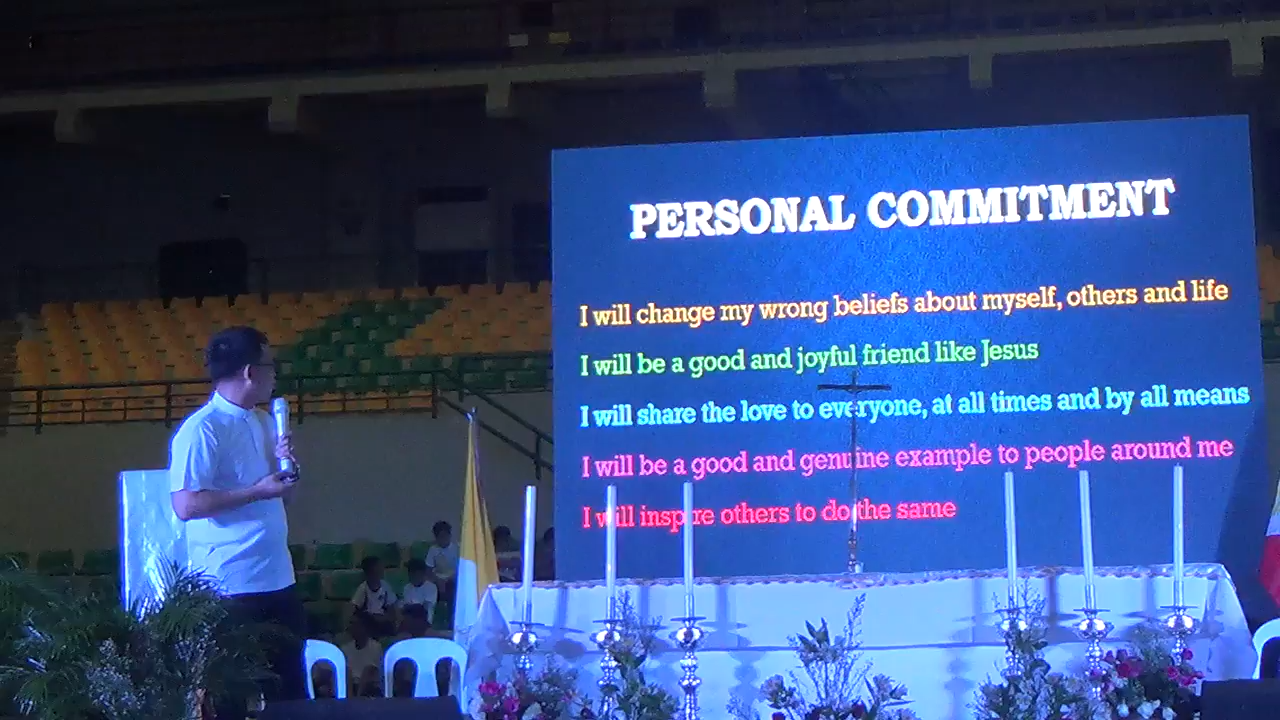 PERSONAL COMMITMENT
I will change my wrong beliefs about myself, others and life
I will be a good and joyful friend like Jesus
I will share the love to everyone, at all times and by all means
I will be a good and genuine example to people around me
I will inspire others to do the same